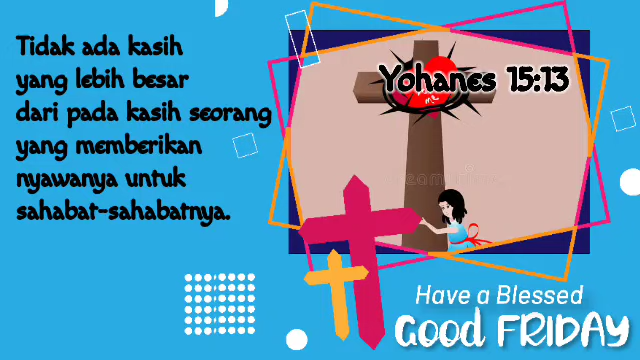 Tidak ada kasih
yang lebih besar
dari pada kasih seorang
yang memberikan
nyawanya untuk
sahabat-sahabatnya.
Yohanes 15:13
Have a Blessed
Good FRIDAY